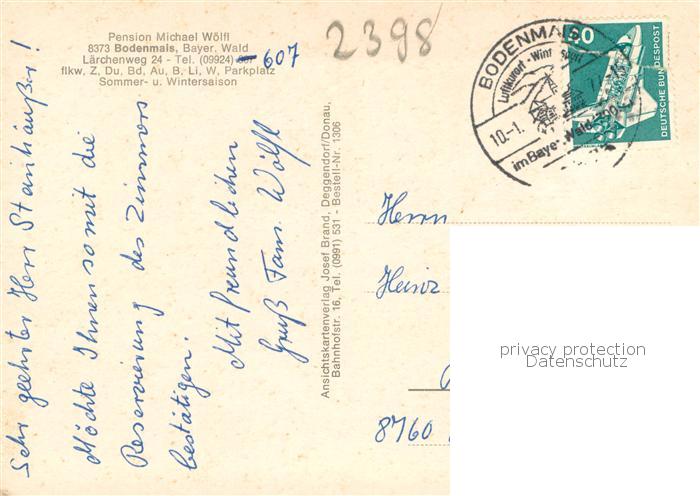 Pension Michael Wölfl
8373 Bodenmais, Bayer. Wald
Lärchenweg 24 - Tel. (09924) 607
flkw, Z, Du, Bd, Au, B, Li, W, Parkplatz
Sommer- u. Wintersaison
2398
Sehr geehrter Herr
Möchte Ihnen somit die
Reservierung des Zimmers
bestätigen.
Mit freundlichen
Gruß Fam. Wölfl
Ansichtskartenverlag Josef Brand, Deggendorf/Donau,
Bahnhofstr. 16, Tel. (0991) 531 - Bestell-Nr. 1306
BODENMAIS
Luftkurort - Wint sport
10.-1.
im Bayer. Wald
DEUTSCHE BUNDESPOST
Herrn
Heinz
8760
privacy protection
Datenschutz